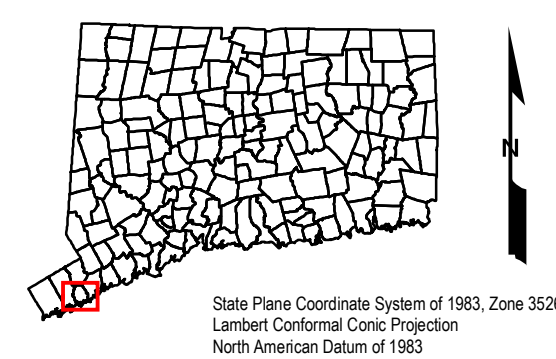 N
State Plane Coordinate System of 1983, Zone 3526
Lambert Conformal Conic Projection
North American Datum of 1983